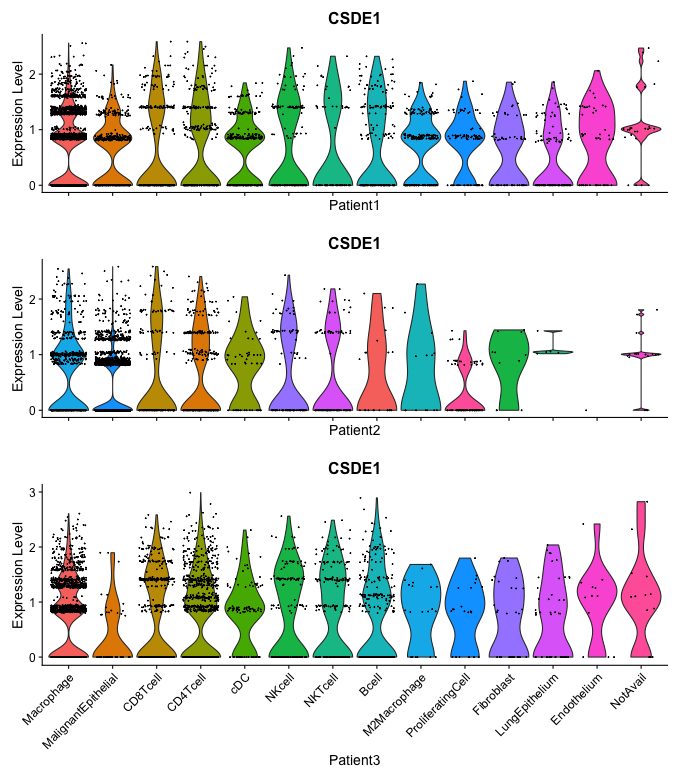 CSDE1
Expression Level
2
1
0
Patient1
CSDE1
Expression Level
2
1
0
Patient2
CSDE1
Expression Level
3
2
1
0
Macrophage
MalignantEpithelial
CD8Tcell
CD4Tcell
cDC
NKcell
NKTcell
Bcell
M2Macrophage
ProliferatingCell
Fibroblast
LungEpithelium
Endothelium
NotAvail
Patient3